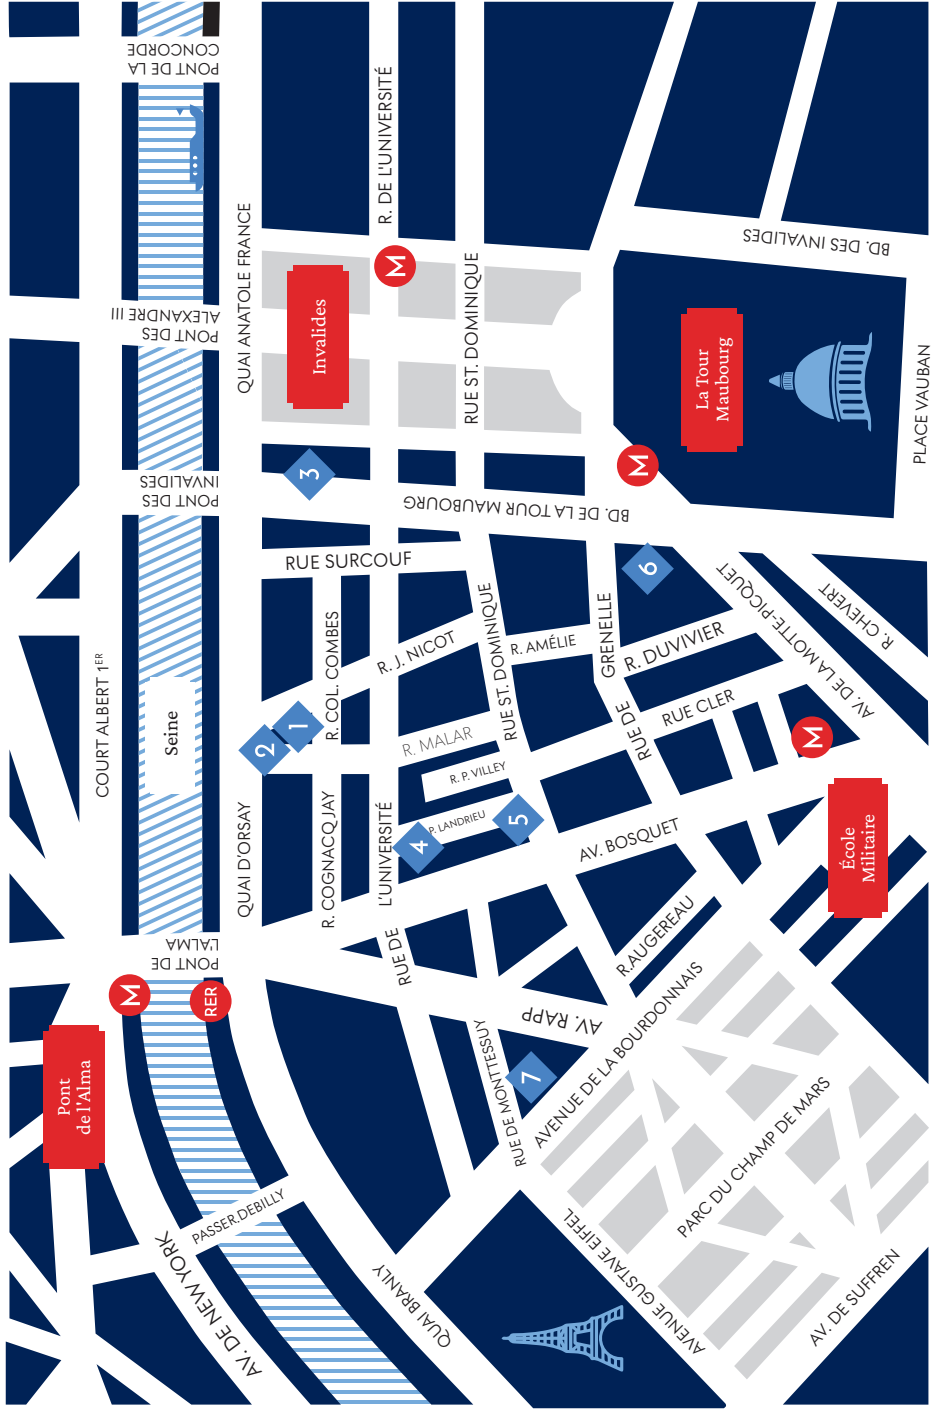 PONT DE LA
CONCORDE
R. DE L'UNIVERSITÉ
BD. DES INVALIDES
QUAI ANATOLE FRANCE
M
Invalides
RUE ST. DOMINIQUE
PONT DES
ALEXANDRE III
La Tour
Maubourg
PLACE VAUBAN
M
3
PONT DES
INVALIDES
BD. DE LA TOUR MAUBOURG
RUE SURCOUF
6
R. COL. COMBES
R. J. NICOT
RUE ST. DOMINIQUE
R. AMÉLIE
GRENELLE
RUE DE
R. DUVIVIER
AV. DE LA MOTTE-PICQUET
R. CHEVERT
RUE CLER
COURT ALBERT 1ER
Seine
2
1
R. MALAR
R. P. VILLEY
P. LANDRIEU
4
5
M
QUAI D'ORSAY
R. COGNACQ JAY
L'UNIVERSITÉ
RUE DE
AV. BOSQUET
École
Militaire
PONT DE
L'ALMA
M
RER
R.AUGEREAU
AV. RAPP
RUE DE MONTTESSUY
7
AVENUE DE LA BOURDONNAIS
Pont
de l'Alma
PARC DU CHAMP DE MARS
PASSER.DEBILLY
AV. DE NEW YORK
QUAI BRANLY
AVENUE GUSTAVE EIFFEL
AV. DE SUFFREN